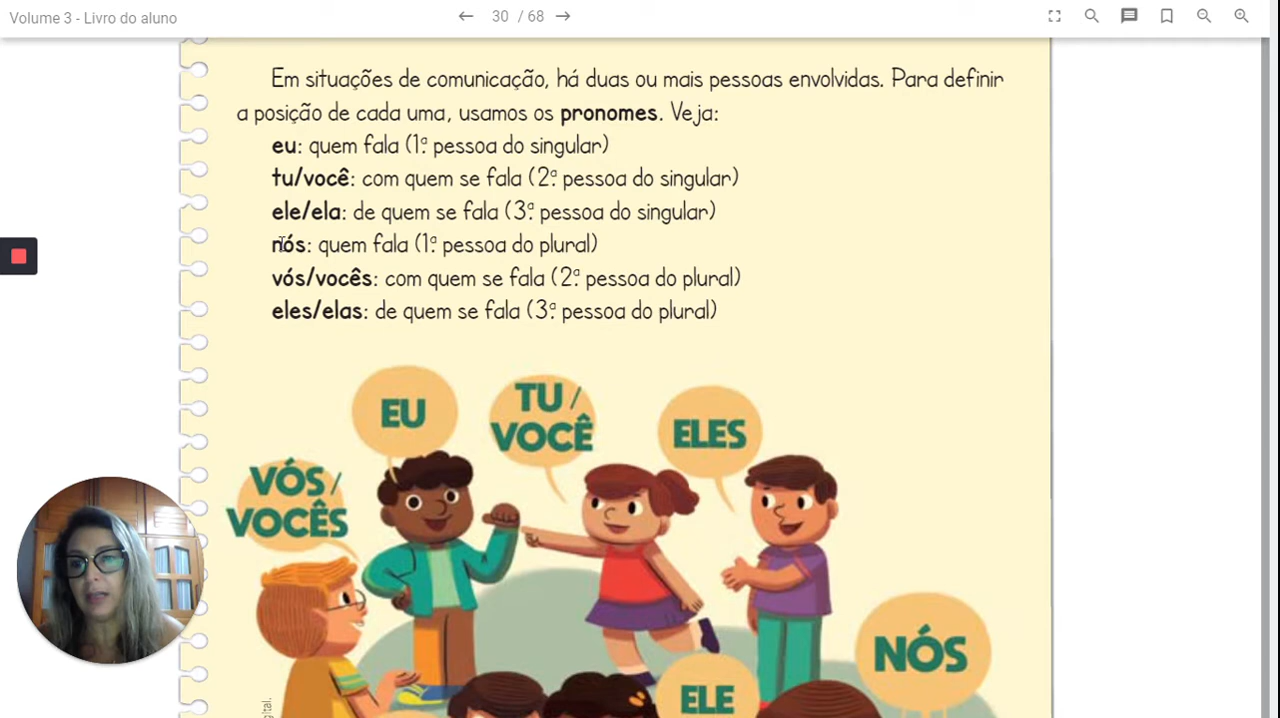 Volume 3 - Livro do aluno
30 / 68
Em situações de comunicação, há duas ou mais pessoas envolvidas. Para definir
a posição de cada uma, usamos os pronomes. Veja:
eu: quem fala (1ª. pessoa do singular)
tu/você: com quem se fala (2ª. pessoa do singular)
ele/ela: de quem se fala (3ª. pessoa do singular)
nós: quem fala (1ª. pessoa do plural)
vós/vocês: com quem se fala (2ª. pessoa do plural)
eles/elas: de quem se fala (3ª. pessoa do plural)
EU
TU /
VOCÊ
ELES
VÓS /
VOCÊS
NÓS
ELE